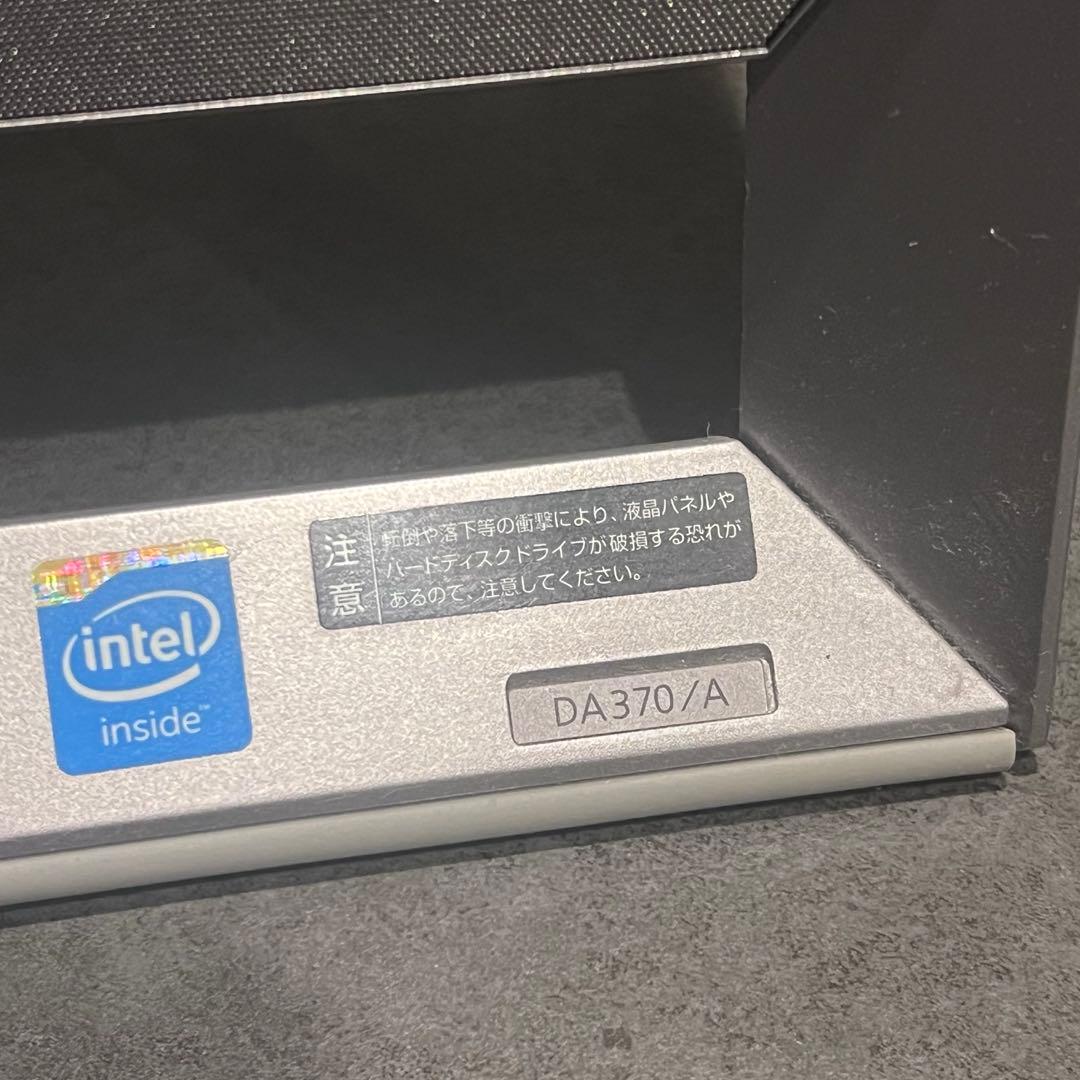 注意
転倒や落下等の衝撃により、液晶パネルや
ハードディスクドライブが破損する恐れが
あるので、注意してください。
intel
inside™
DA370/A